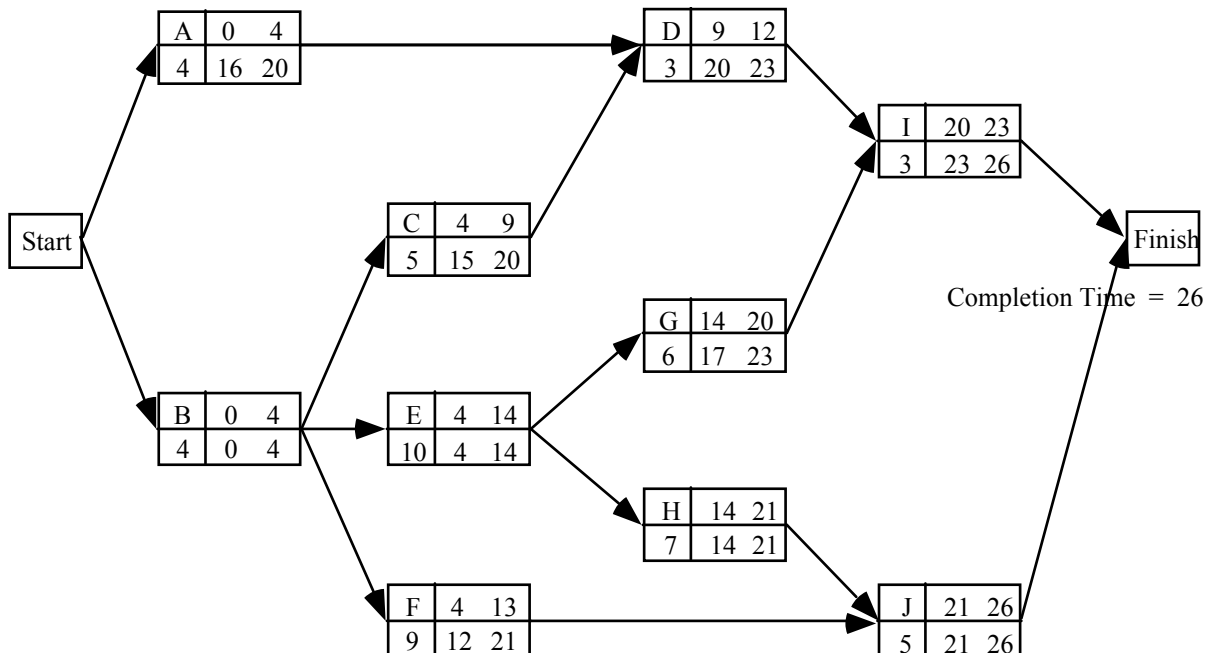 A 0 4
4 16 20
D 9 12
3 20 23
I 20 23
3 23 26
C 4 9
5 15 20
Start
Finish
Completion Time = 26
G 14 20
6 17 23
B 0 4
4 0 4
E 4 14
10 4 14
H 14 21
7 14 21
F 4 13
9 12 21
J 21 26
5 21 26